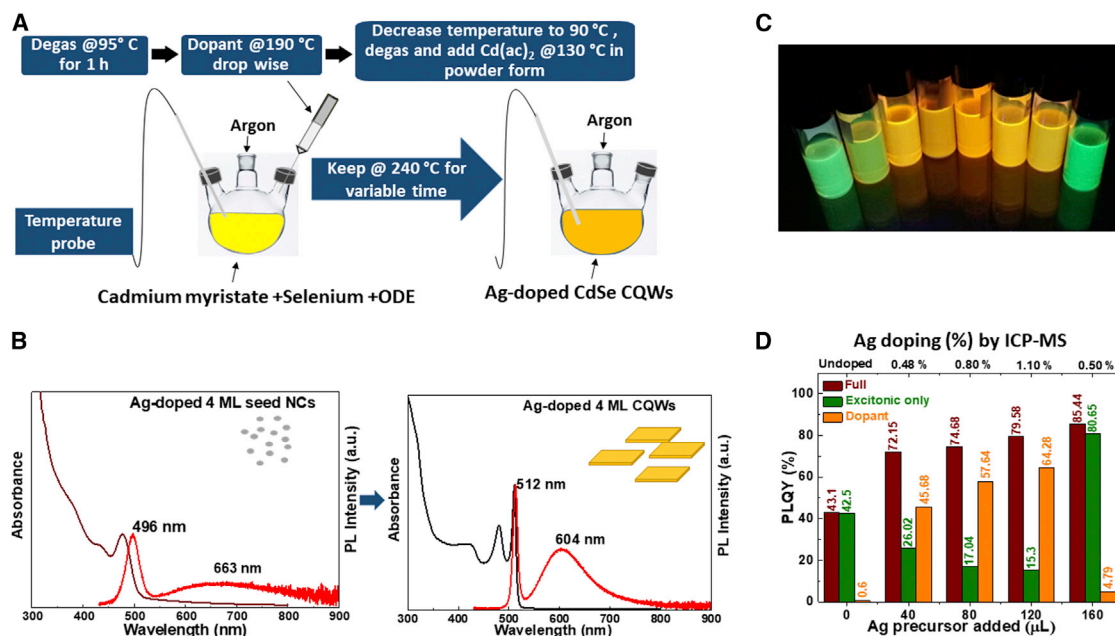 A
Degas @95° C
for 1 h
Dopant @190 °C
drop wise
Decrease temperature to 90 °C ,
degas and add Cd(ac)2 @130 °C in
powder form
Argon
Argon
Keep @ 240 °C for
variable time
Temperature
probe
Cadmium myristate +Selenium +ODE
Ag-doped CdSe CQWs
B
Absorbance
Ag-doped 4 ML seed NCs
496 nm
663 nm
PL Intensity (a.u.)
300 400 500 600 700 800 900
Wavelength (nm)
Absorbance
Ag-doped 4 ML CQWs
512 nm
604 nm
PL Intensity (a.u.)
300 400 500 600 700 800 900
Wavelength (nm)
C
D
Ag doping (%) by ICP-MS
Undoped 0.48 % 0.80 % 1.10 % 0.50 %
Full
Excitonic only
Dopant
PLQY (%)
100
80
60
40
20
0
43.1
42.5
0.6
72.15
26.02
45.68
74.68
17.04
57.64
79.58
15.3
64.28
85.44
80.65
4.79
0 40 80 120 160
Ag precursor added (µL)